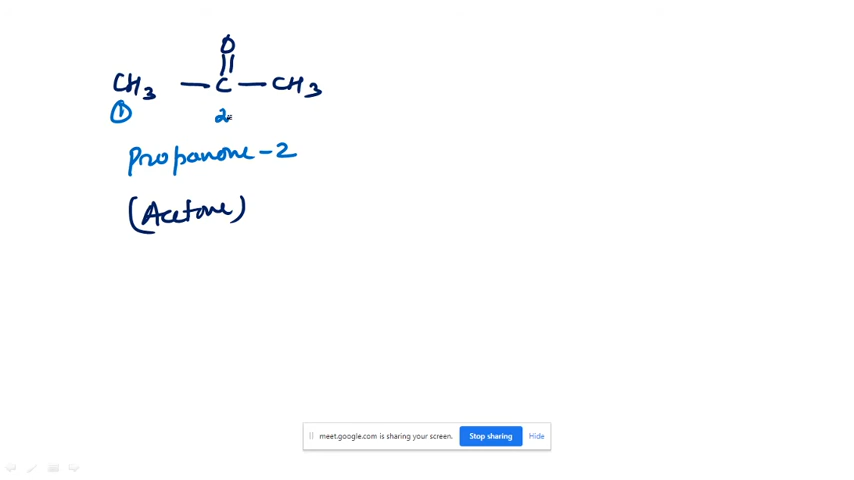 O
||
CH3 — C — CH3
① 2
Propanone-2
(Acetone)
meet.google.com is sharing your screen. Stop sharing Hide